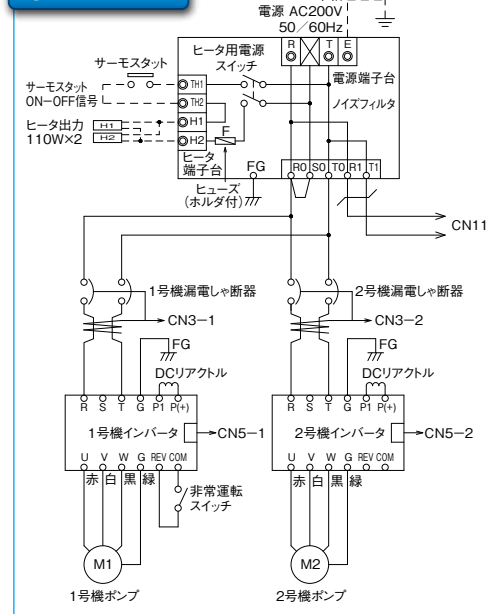 電源 AC200V
50／60Hz
R
T
E
ヒータ用電源
スイッチ
電源端子台
ノイズフィルタ
サーモスタット
サーモスタット
ON−OFF信号
TH1
TH2
H1
H2
ヒータ出力
110W×2
H1
H2
F
ヒータ
端子台
FG
R0 S0 T0 R1 T1
ヒューズ
(ホルダ付)
CN11
1号機漏電しゃ断器
2号機漏電しゃ断器
CN3−1
CN3−2
FG
FG
DCリアクトル
DCリアクトル
R S T G P1 P(+)
R S T G P1 P(+)
1号機インバータ
CN5−1
2号機インバータ
CN5−2
U V W G REV COM
U V W G REV COM
赤 白 黒 緑
赤 白 黒 緑
非常運転
スイッチ
M1
M2
1号機ポンプ
2号機ポンプ